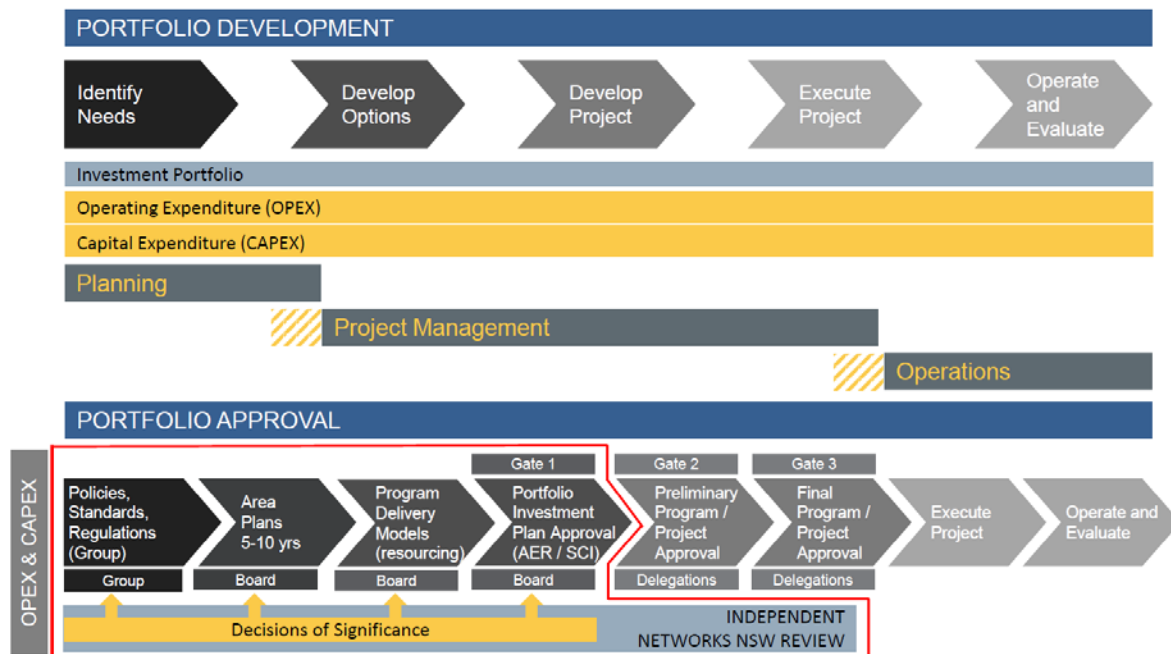 PORTFOLIO DEVELOPMENT
Identify
Needs
Develop
Options
Develop
Project
Execute
Project
Operate
and
Evaluate
Investment Portfolio
Operating Expenditure (OPEX)
Capital Expenditure (CAPEX)
Planning
Project Management
Operations
PORTFOLIO APPROVAL
OPEX & CAPEX
Gate 1
Gate 2
Gate 3
Policies,
Standards,
Regulations
(Group)
Area
Plans
5-10 yrs
Program
Delivery
Models
(resourcing)
Portfolio
Investment
Plan Approval
(AER / SCI)
Preliminary
Program /
Project
Approval
Final
Program /
Project
Approval
Execute
Project
Operate and
Evaluate
Group
Board
Board
Board
Delegations
Delegations
Decisions of Significance
INDEPENDENT
NETWORKS NSW REVIEW